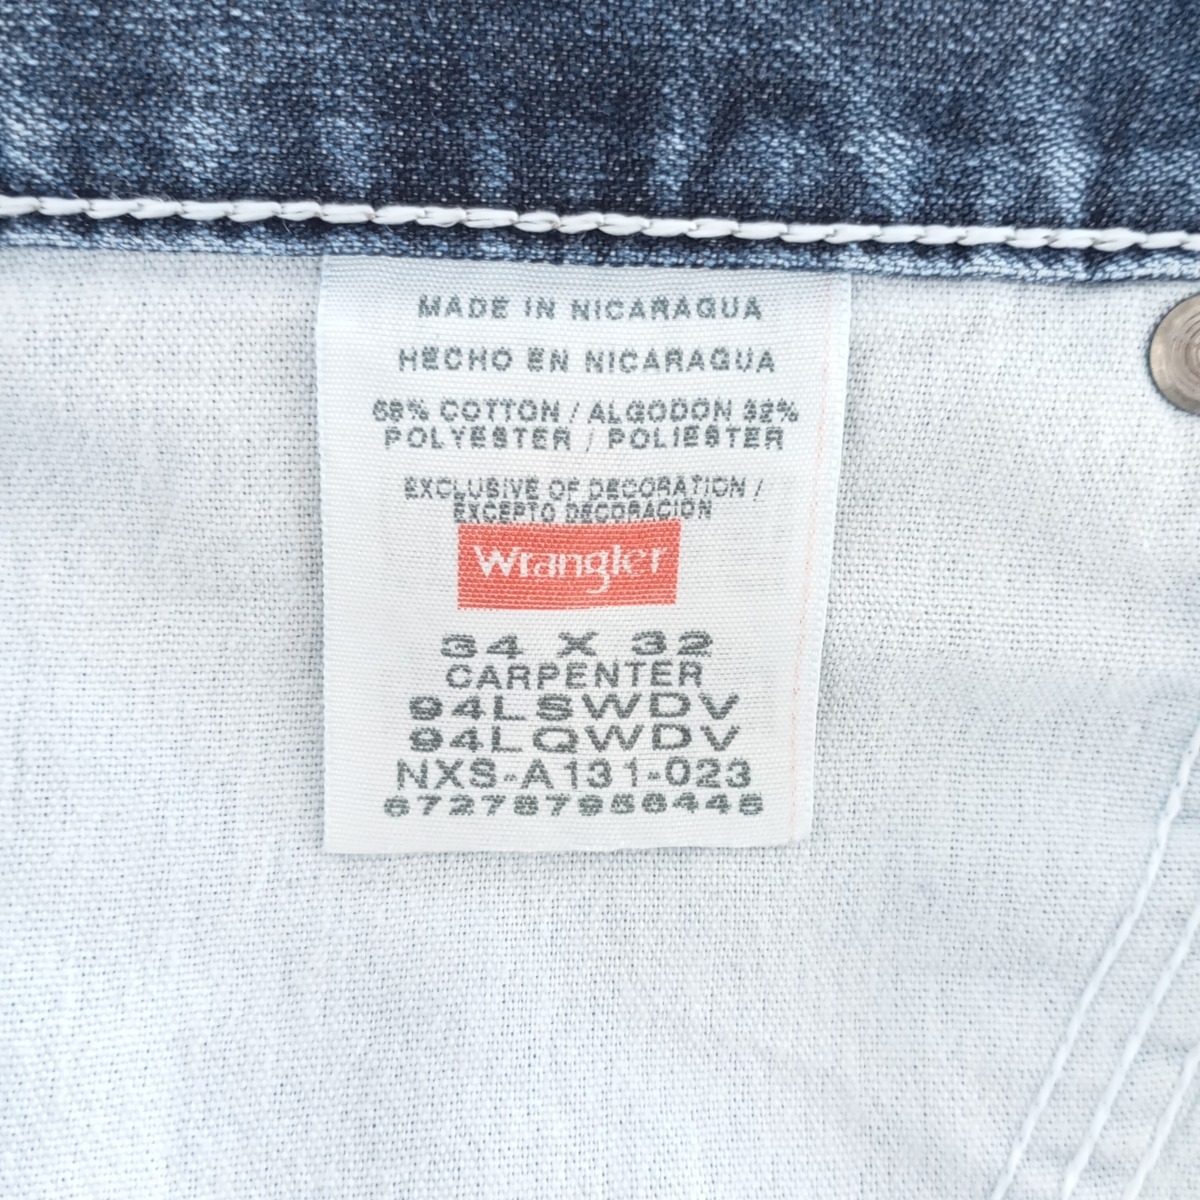 MADE IN NICARAGUA
HECHO EN NICARAGUA
68% COTTON / ALGODON 32%
POLYESTER / POLIESTER
EXCLUSIVE OF DECORATION /
EXCEPTO DECORACION
Wrangler
34 X 32
CARPENTER
94LSWDV
94LQWDV
NXS-A131-023